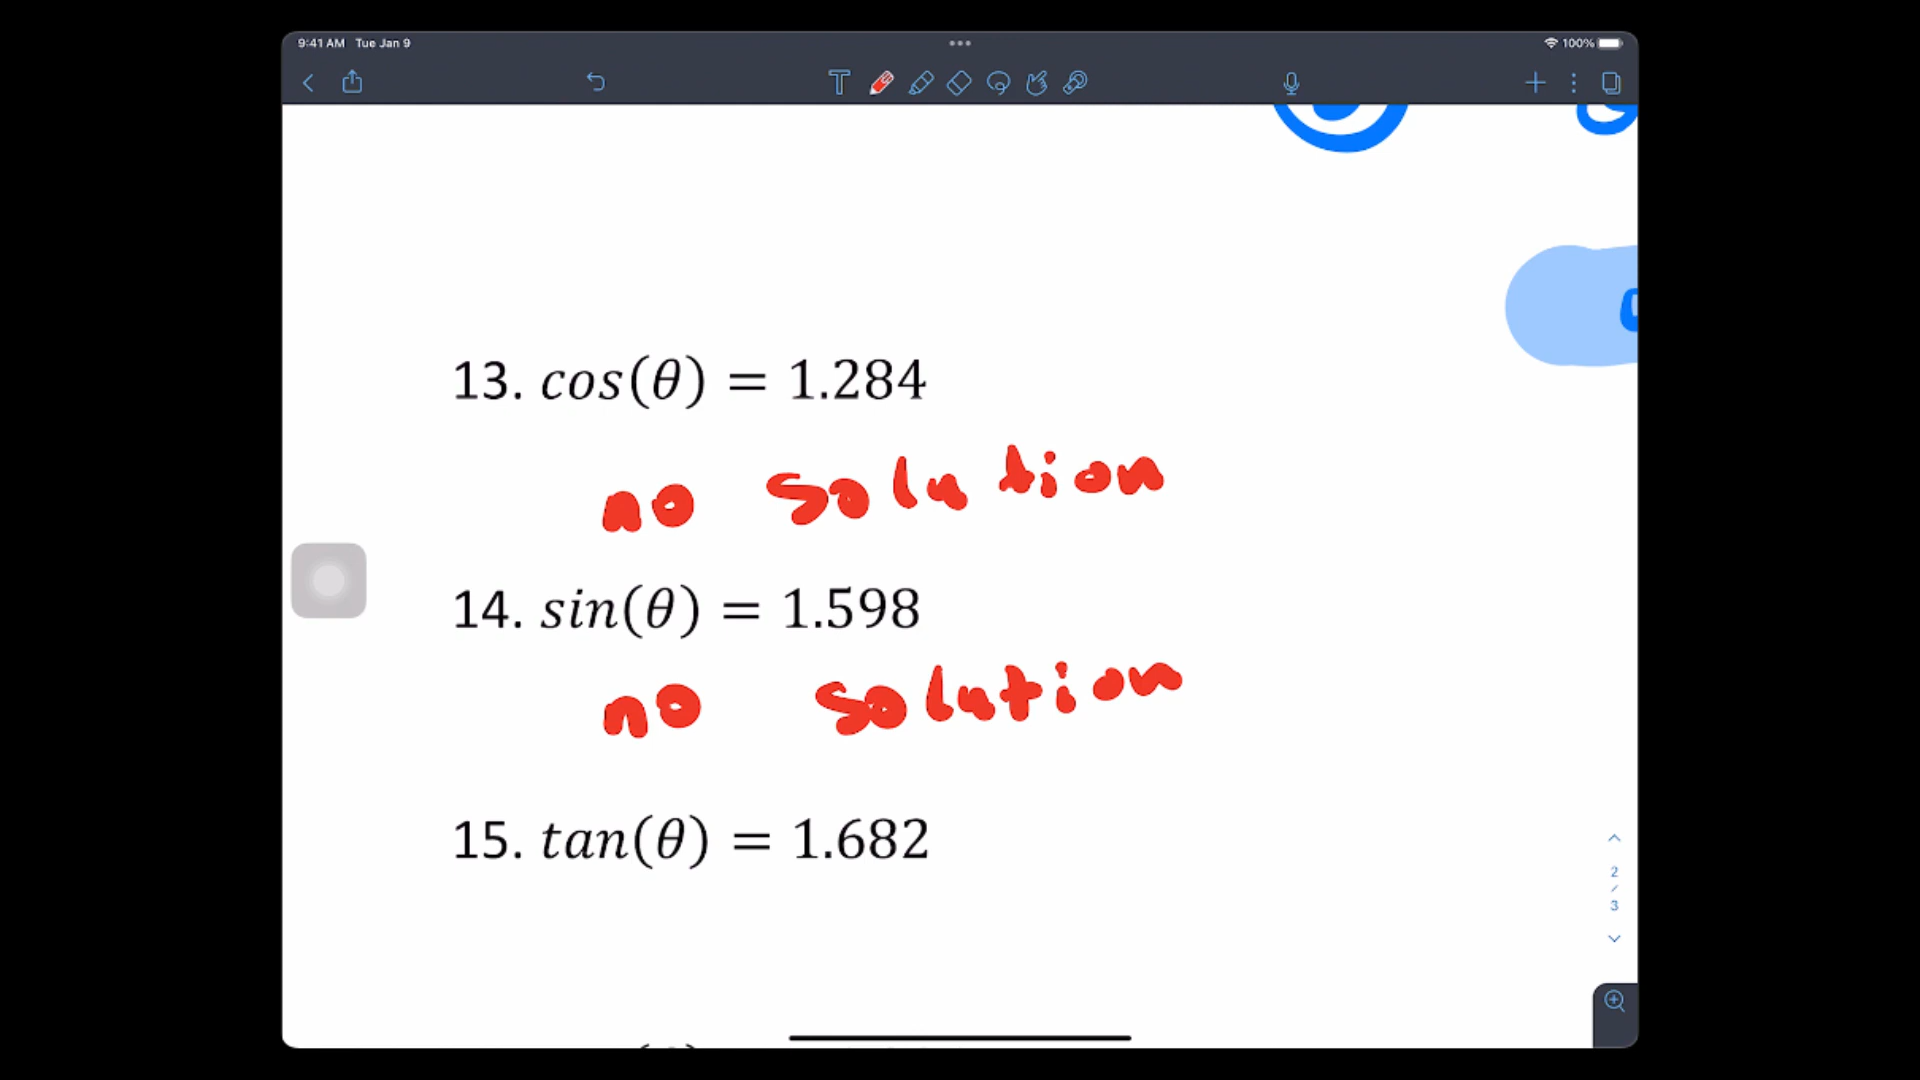 9:41 AM Tue Jan 9
100%
13. cos(θ) = 1.284
no solution
14. sin(θ) = 1.598
no solution
15. tan(θ) = 1.682
2
/
3